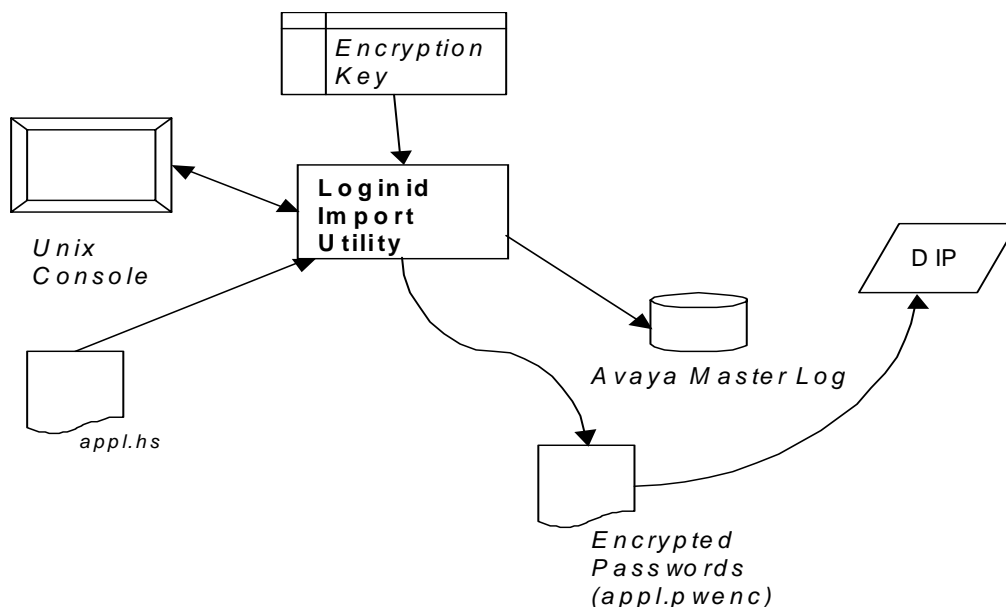 Encryption
Key
Loginid
Import
Utility
Unix
Console
DIP
Avaya Master Log
appl.hs
Encrypted
Passwords
(appl.pwenc)